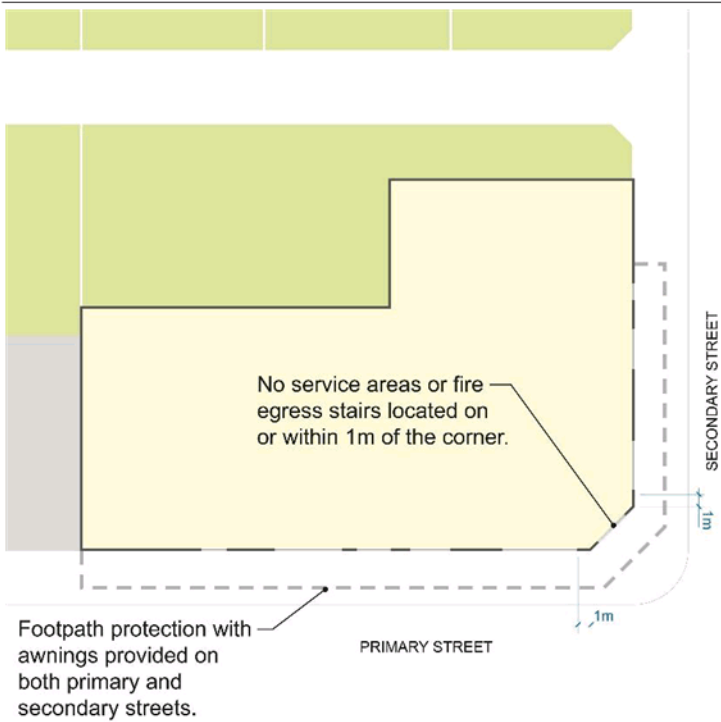 No service areas or fire
egress stairs located on
or within 1m of the corner.
SECONDARY STREET
1m
1m
Footpath protection with
awnings provided on
both primary and
secondary streets.
PRIMARY STREET